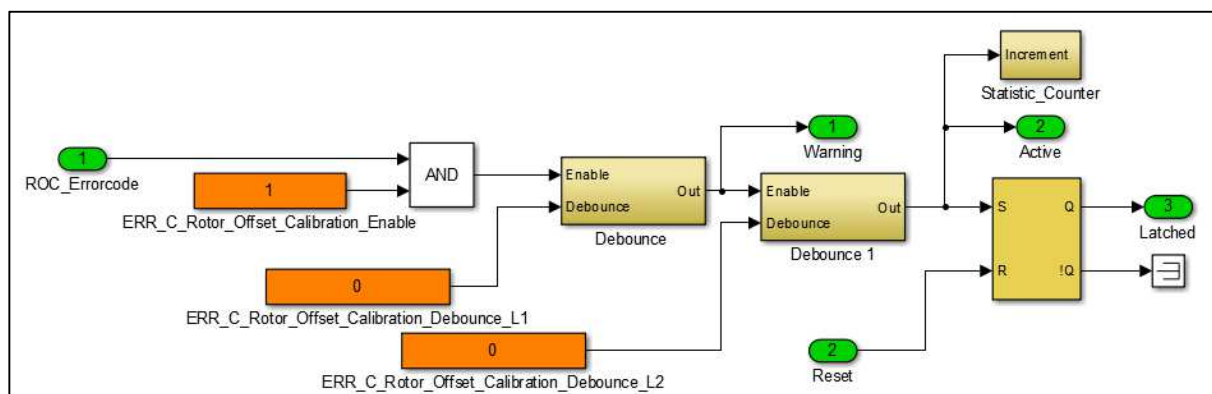 Increment
Statistic_Counter
1
Warning
2
Active
1
ROC_Errorcode
AND
1
ERR_C_Rotor_Offset_Calibration_Enable
Enable
Debounce
Out
Debounce
Enable
Debounce
Out
Debounce 1
S
Q
R
!Q
3
Latched
0
ERR_C_Rotor_Offset_Calibration_Debounce_L1
0
ERR_C_Rotor_Offset_Calibration_Debounce_L2
2
Reset